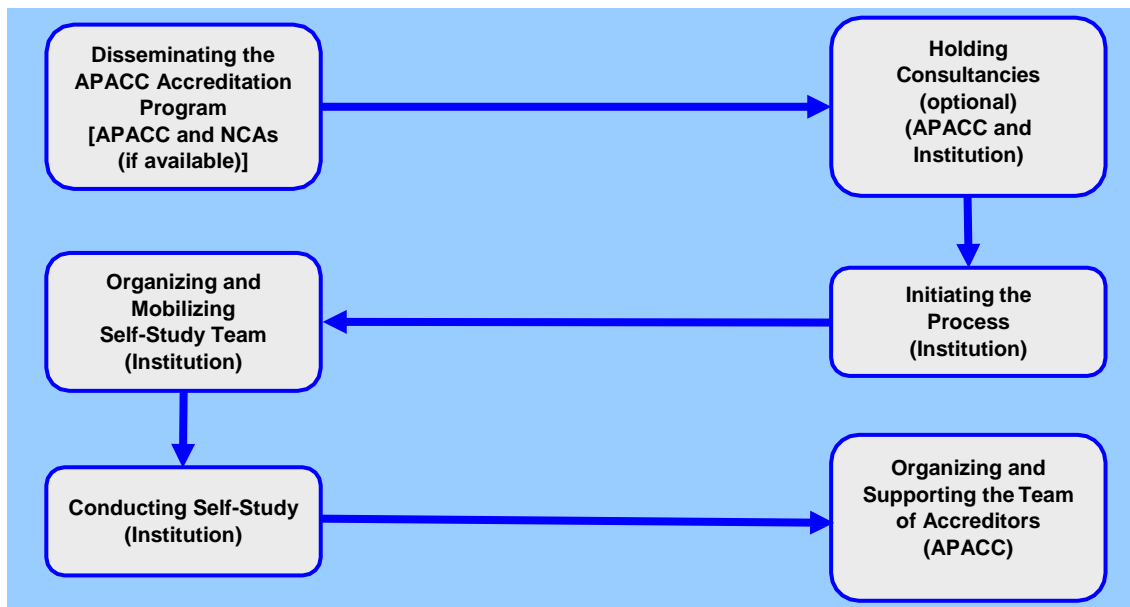 Disseminating the
APACC Accreditation
Program
[APACC and NCAs
(if available)]
Holding
Consultancies
(optional)
(APACC and
Institution)
Initiating the
Process
(Institution)
Organizing and
Mobilizing
Self-Study Team
(Institution)
Conducting Self-Study
(Institution)
Organizing and
Supporting the Team
of Accreditors
(APACC)